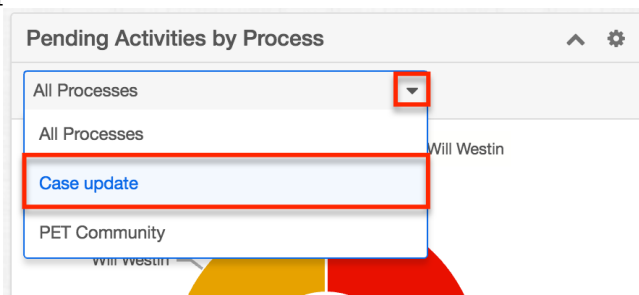 Pending Activities by Process
All Processes
All Processes
Will Westin
Case update
PET Community
Will Westin